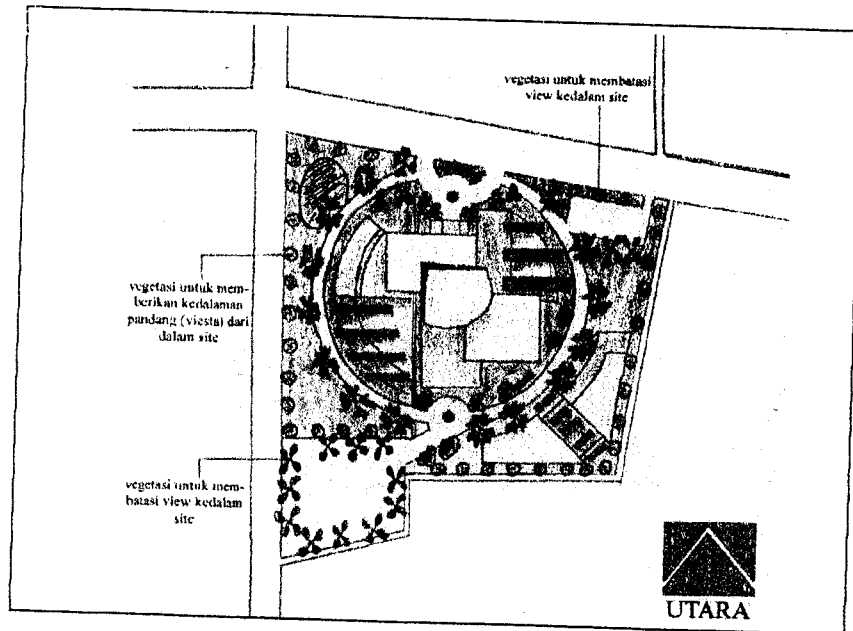 vegetasi untuk membatasi
view kedalam site
vegetasi untuk mem-
berikan kedalaman
pandang (viesta) dari
dalam site
vegetasi untuk mem-
batasi view kedalam
site
UTARA